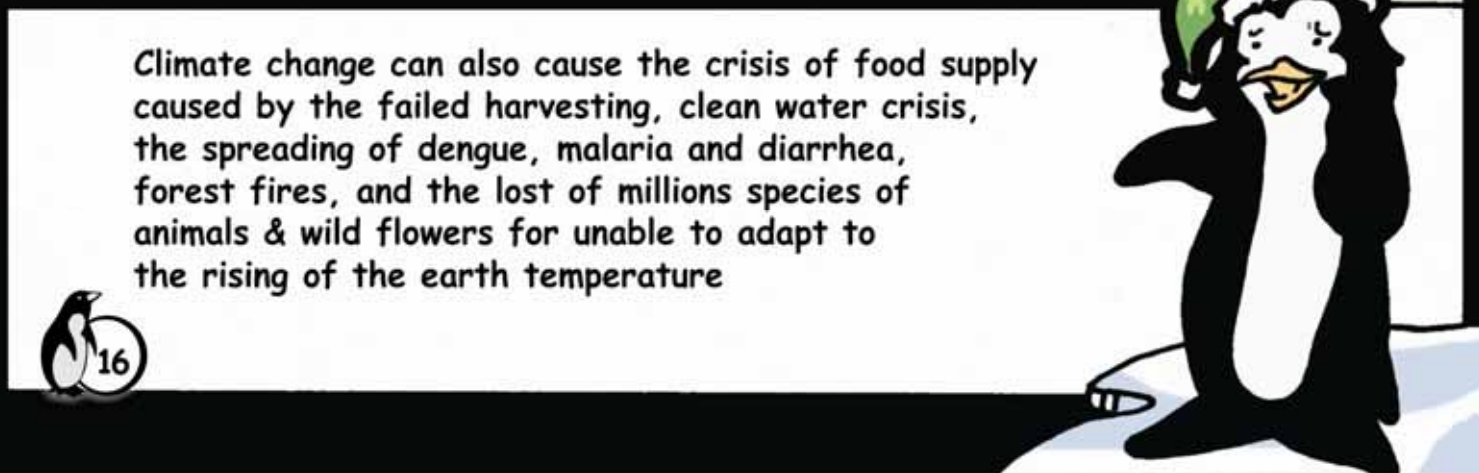 Climate change can also cause the crisis of food supply
caused by the failed harvesting, clean water crisis,
the spreading of dengue, malaria and diarrhea,
forest fires, and the lost of millions species of
animals & wild flowers for unable to adapt to
the rising of the earth temperature
16